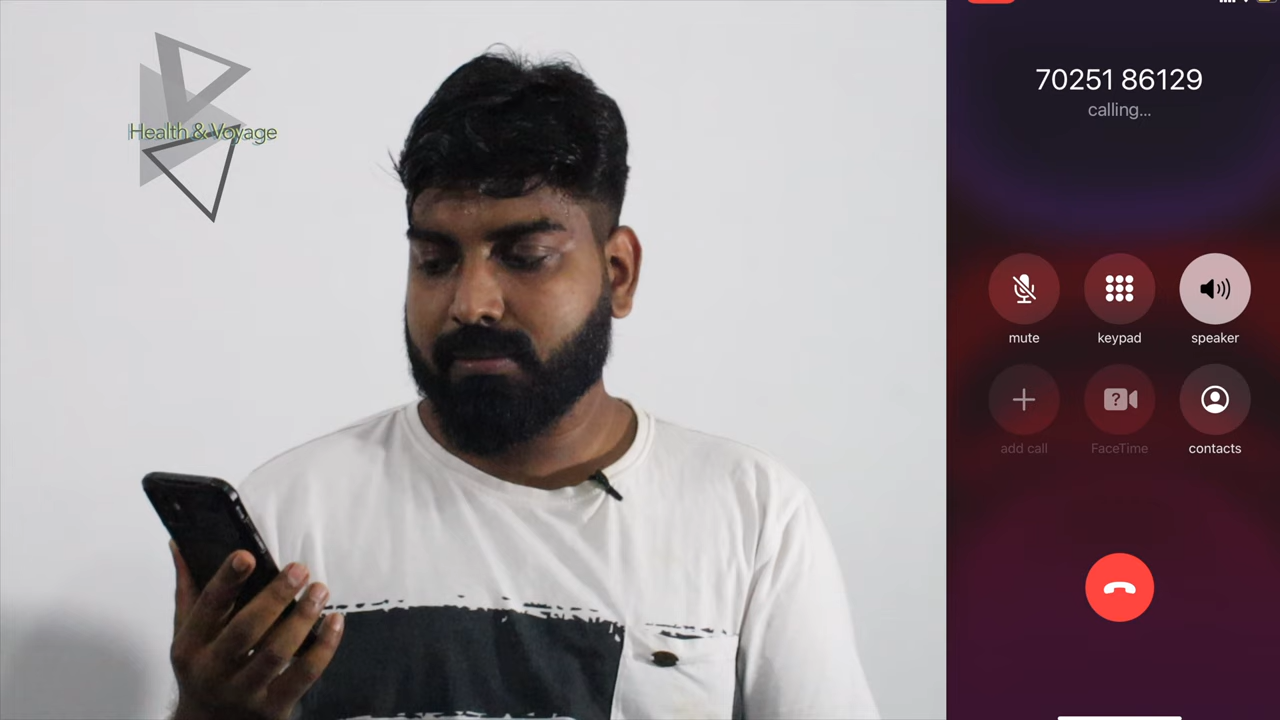 Health & Voyage
70251 86129
calling...
mute
keypad
speaker
add call
?
FaceTime
contacts